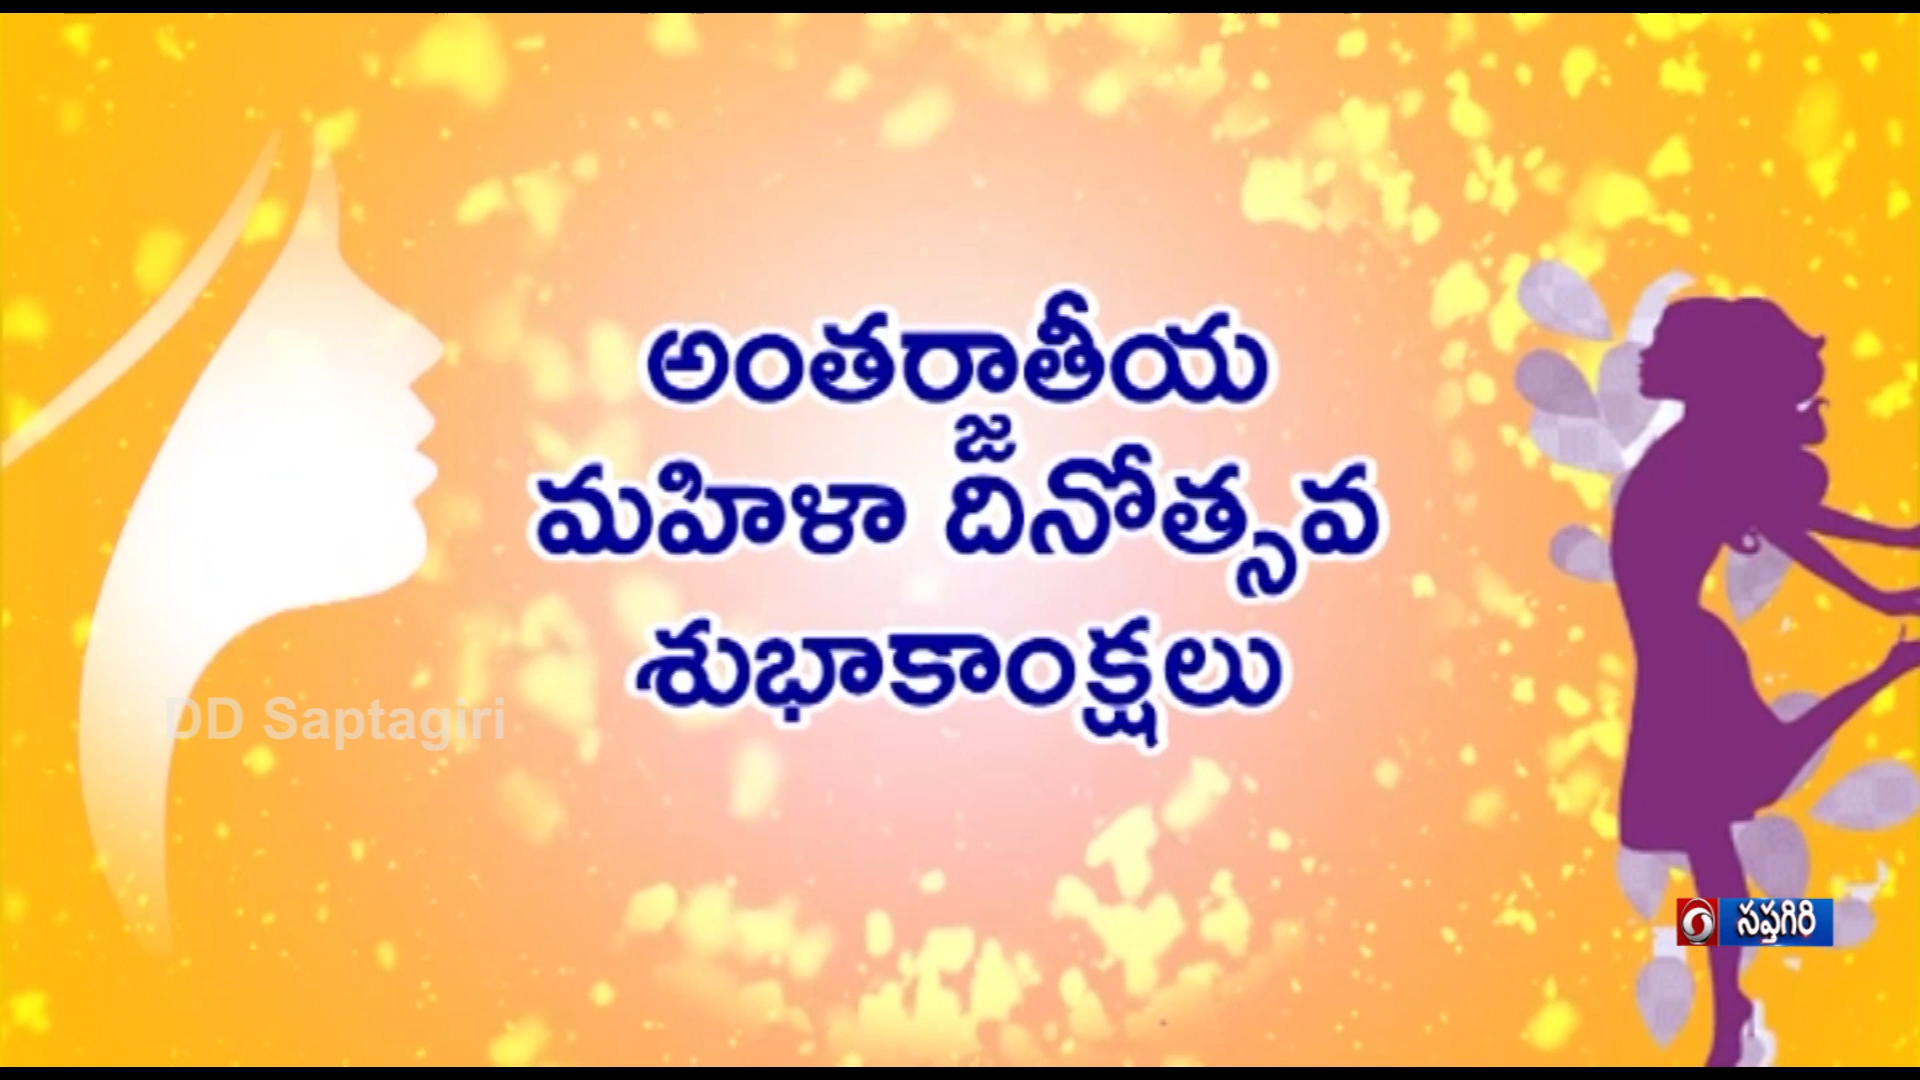 అంతర్జాతీయ
మహిళా దినోత్సవ
శుభాకాంక్షలు
DD Saptagiri
సప్తగిరి